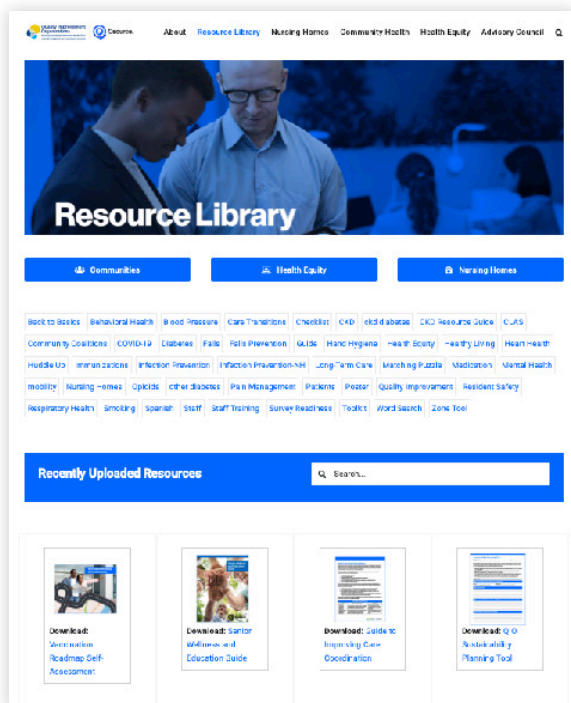 Quality Improvement
Organizations
About Resource Library Nursing Homes Community Health Health Equity Advisory Council
Resource Library
Communities
Health Equity
Nursing Homes
Back to Basics Behavioral Health Blood Pressure Care Transitions Checklist CKD ckd diabetes CKD Resource Guide CLAS
Community Coalitions COVID-19 Diabetes Falls Falls Prevention Guide Hand Hygiene Health Equity Healthy Living Heart Health
Huddle Up Immunizations Infection Prevention Infection Prevention-NH Long-Term Care Matching Puzzle Medication Mental Health
mobility Nursing Homes Opioids other diabetes Pain Management Patients Poster Quality Improvement Resident Safety
Respiratory Health Smoking Spanish Staff Staff Training Survey Readiness Toolkit Word Search Zone Tool
Recently Uploaded Resources
Search...
Download:
Vaccination
Roadmap Self-
Assessment
Download: Senior
Wellness and
Education Guide
Download: Guide to
Improving Care
Coordination
Download: QIO
Sustainability
Planning Tool